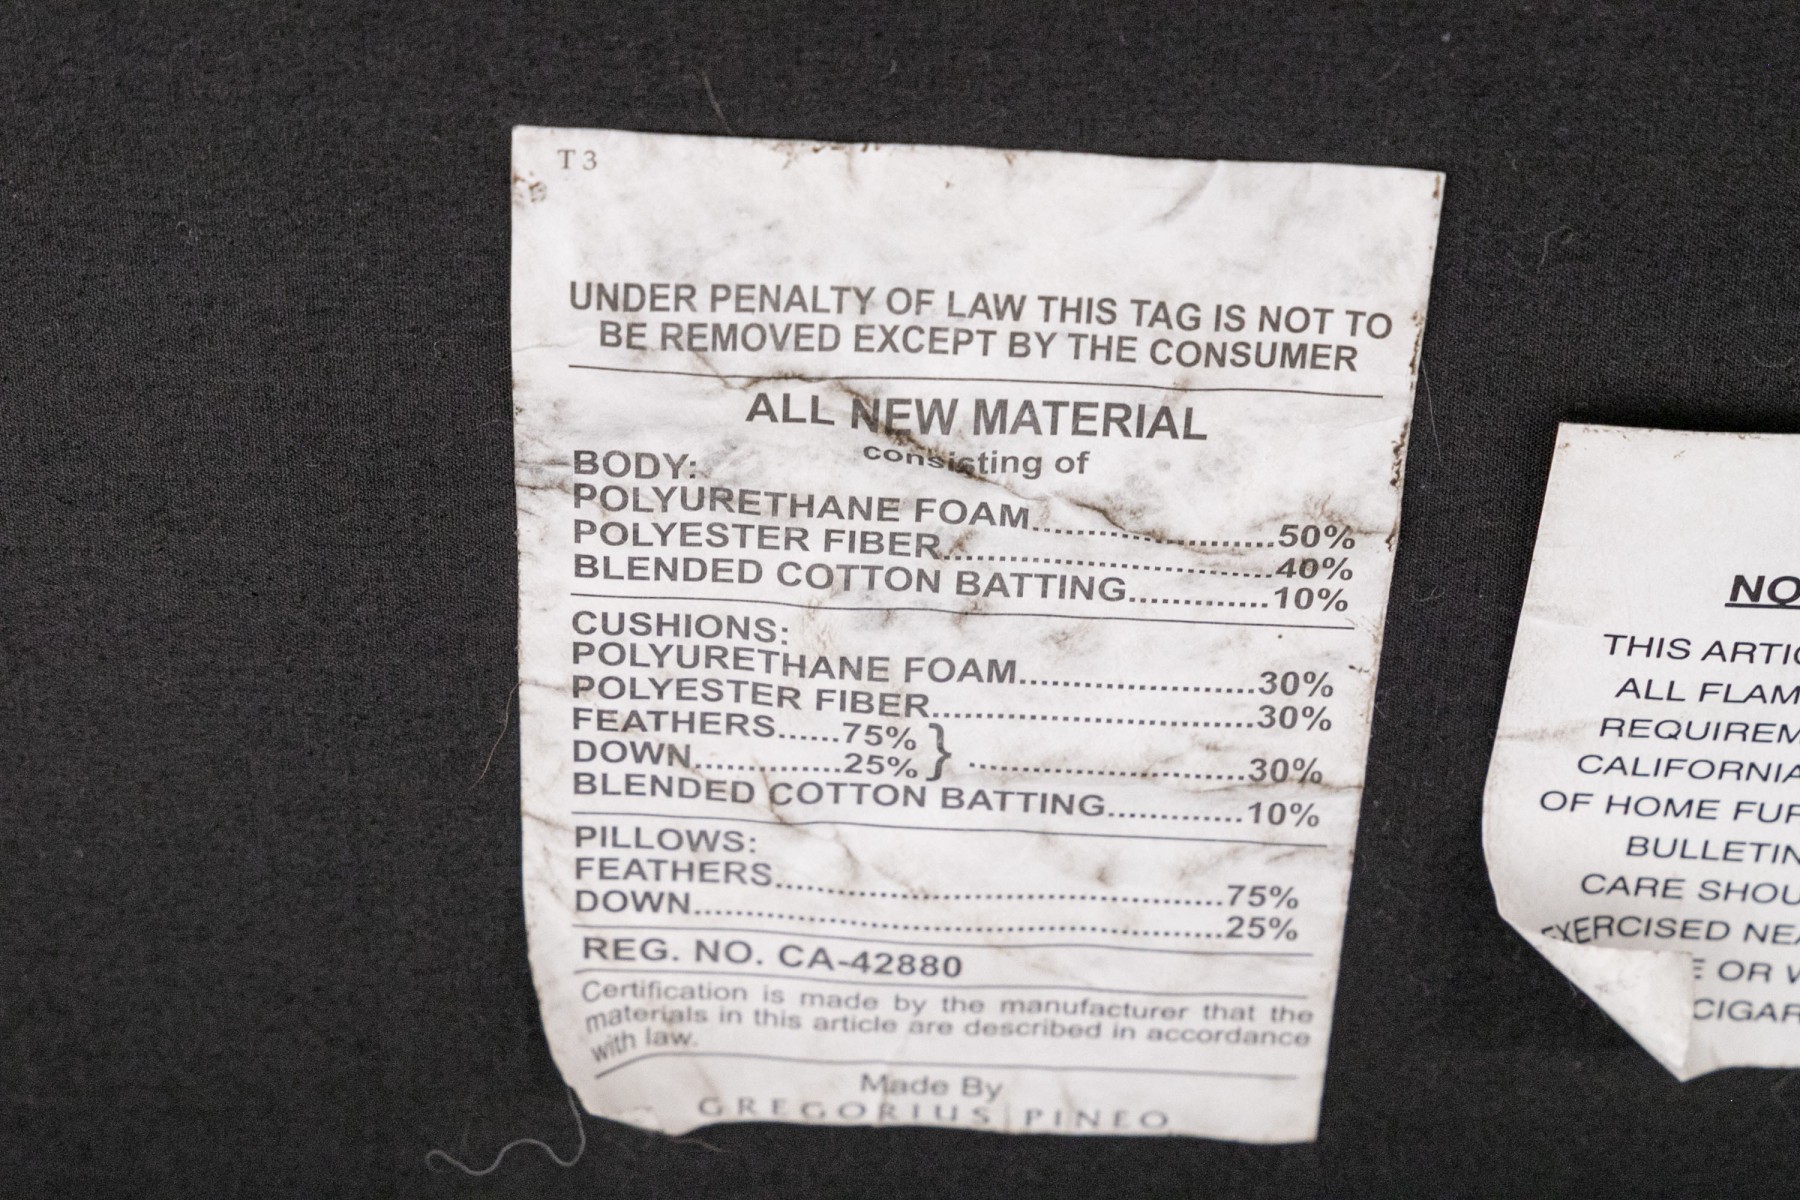 T 3
UNDER PENALTY OF LAW THIS TAG IS NOT TO
BE REMOVED EXCEPT BY THE CONSUMER
ALL NEW MATERIAL
consisting of
BODY:
POLYURETHANE FOAM..........................50%
POLYESTER FIBER....................................40%
BLENDED COTTON BATTING..............10%
CUSHIONS:
POLYURETHANE FOAM..........................30%
POLYESTER FIBER....................................30%
FEATHERS......75% }
DOWN..............25% } ..............................30%
BLENDED COTTON BATTING..............10%
PILLOWS:
FEATHERS.................................................75%
DOWN..........................................................25%
REG. NO. CA-42880
Certification is made by the manufacturer that the
materials in this article are described in accordance
with law.
Made By
GREGORIUS PINEO
NO
THIS ARTIC
ALL FLAM
REQUIREM
CALIFORNIA
OF HOME FUR
BULLETIN
CARE SHOU
EXERCISED NEA
E OR W
CIGAR